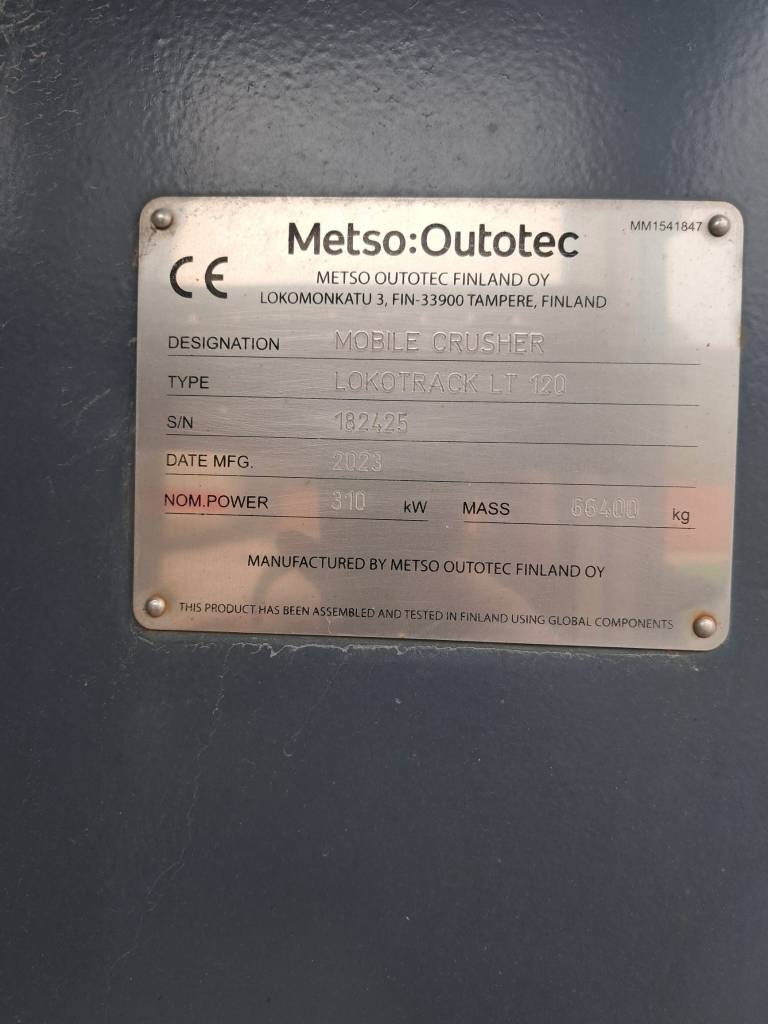 Metso:Outotec
MM1541847
CE
METSO OUTOTEC FINLAND OY
LOKOMONKATU 3, FIN-33900 TAMPERE, FINLAND
DESIGNATION MOBILE CRUSHER
TYPE LOKOTRACK LT 120
S/N 182425
DATE MFG. 2023
NOM.POWER 310 kW MASS 66400 kg
MANUFACTURED BY METSO OUTOTEC FINLAND OY
THIS PRODUCT HAS BEEN ASSEMBLED AND TESTED IN FINLAND USING GLOBAL COMPONENTS